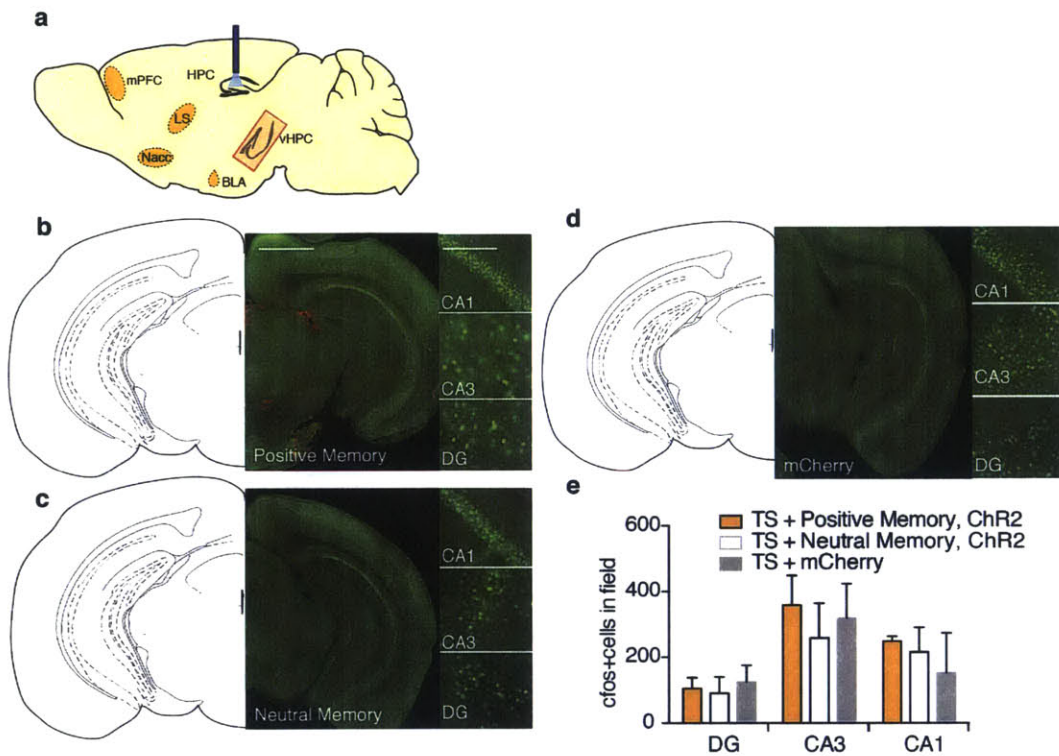 a
mPFC
HPC
LS
vHPC
Nacc
BLA
b
CA1
CA3
Positive Memory
DG
d
CA1
CA3
mCherry
DG
c
CA1
CA3
Neutral Memory
DG
e
TS + Positive Memory, ChR2
TS + Neutral Memory, ChR2
TS + mCherry
cfos+cells in field
600
400
200
0
DG
CA3
CA1